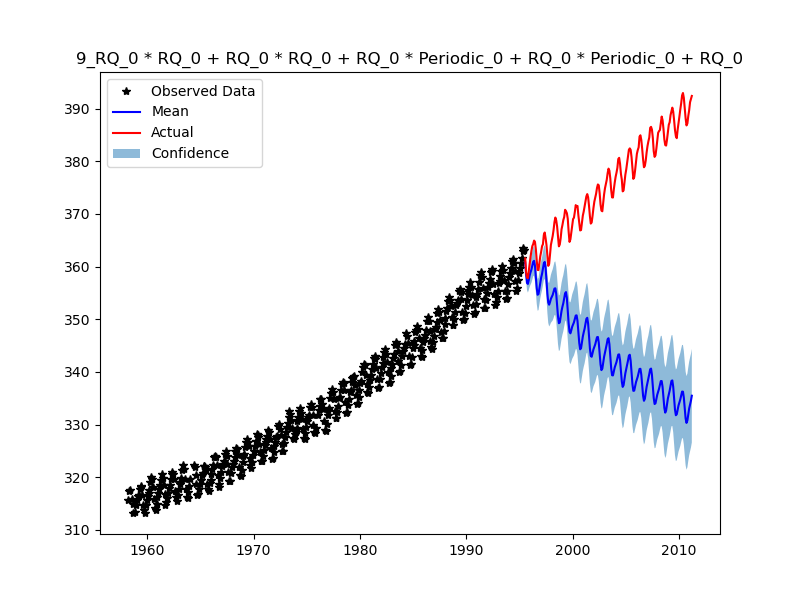 9_RQ_0 * RQ_0 + RQ_0 * RQ_0 + RQ_0 * Periodic_0 + RQ_0 * Periodic_0 + RQ_0
Observed Data
Mean
Actual
Confidence
390
380
370
360
350
340
330
320
310
1960 1970 1980 1990 2000 2010